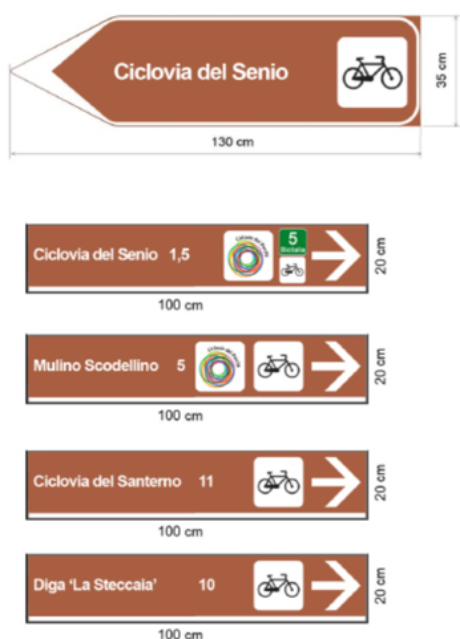 Ciclovia del Senio
35 cm
130 cm
Ciclovia del Senio 1,5
5
Bicitalia
20 cm
100 cm
Mulino Scodellino 5
20 cm
100 cm
Ciclovia del Santerno 11
20 cm
100 cm
Diga 'La Steccaia' 10
20 cm
100 cm